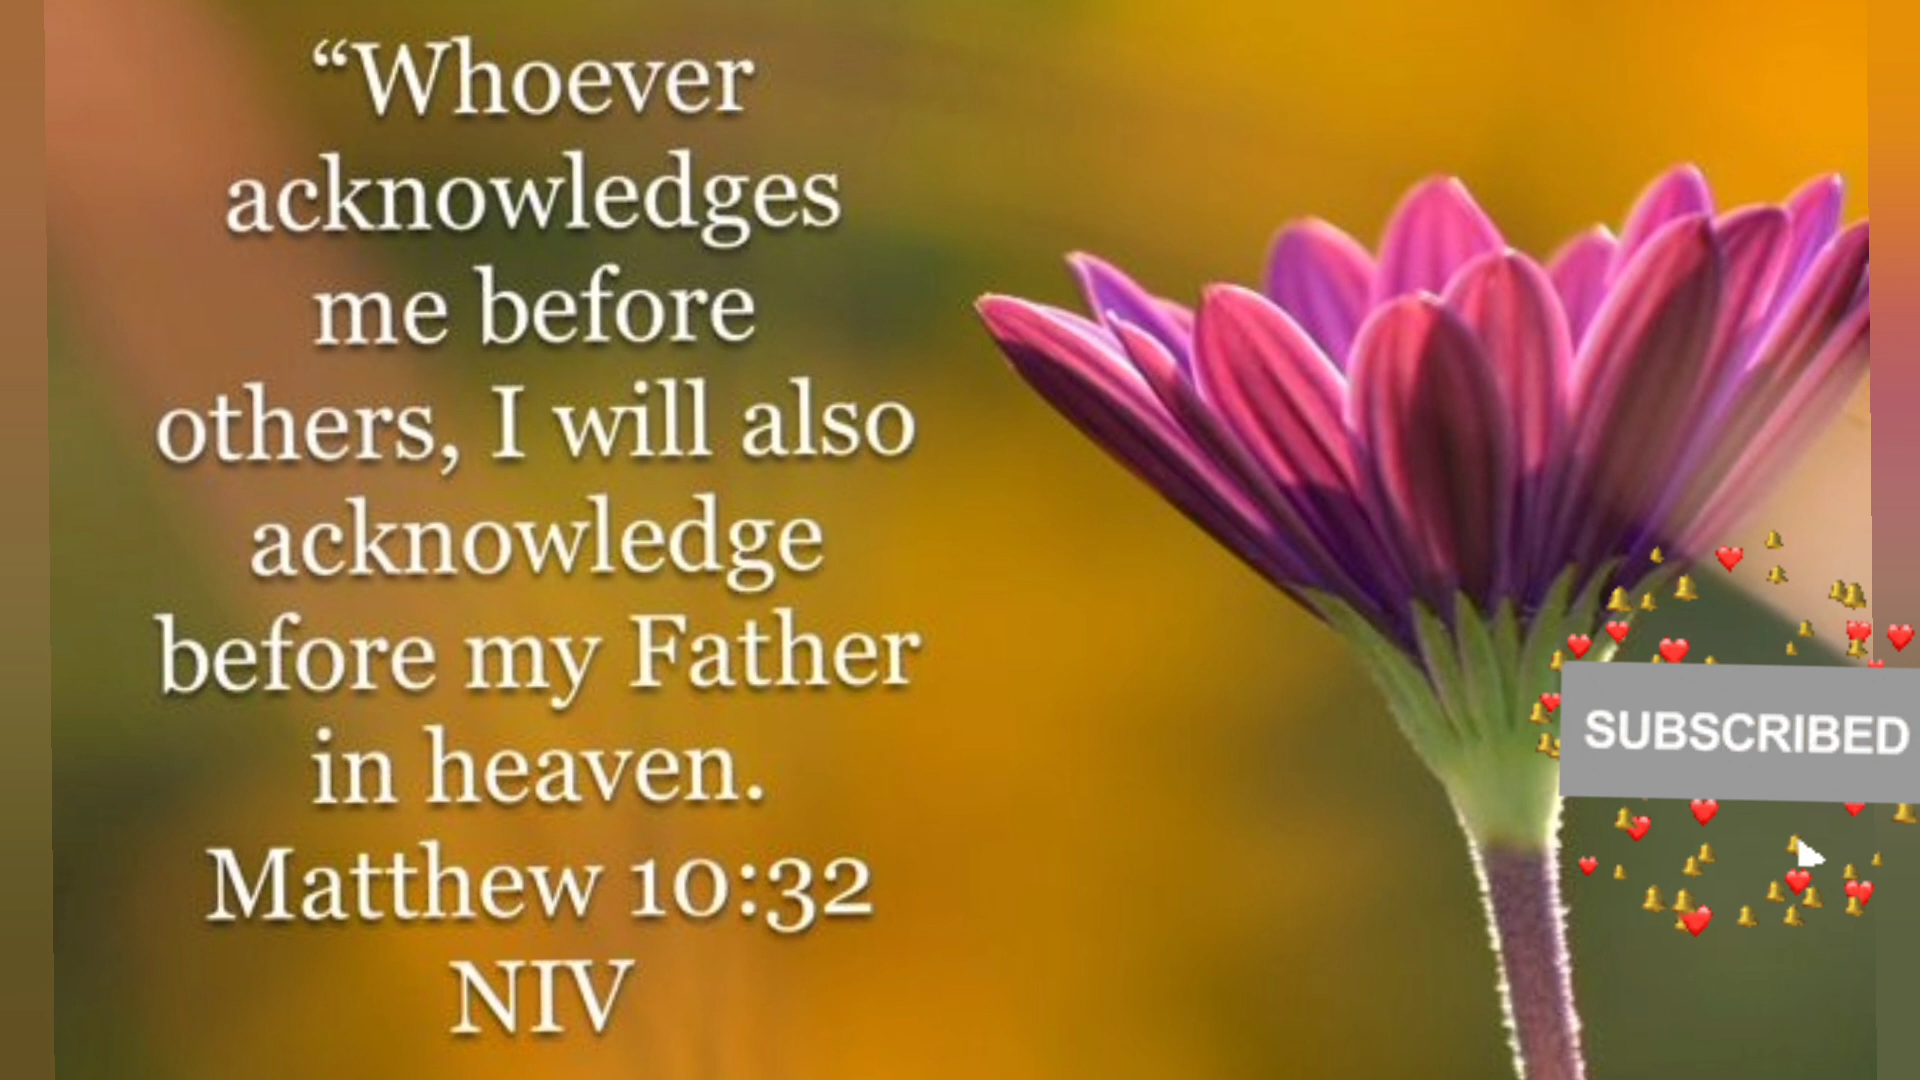 “Whoever
acknowledges
me before
others, I will also
acknowledge
before my Father
in heaven.
Matthew 10:32
NIV
SUBSCRIBED